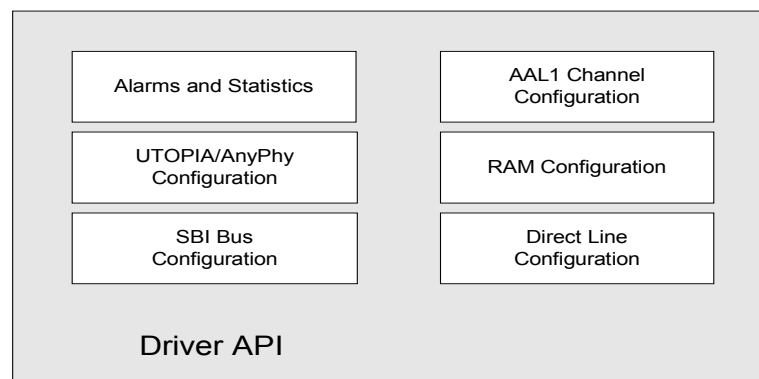 Alarms and Statistics
AAL1 Channel
Configuration
UTOPIA/AnyPhy
Configuration
RAM Configuration
SBI Bus
Configuration
Direct Line
Configuration
Driver API